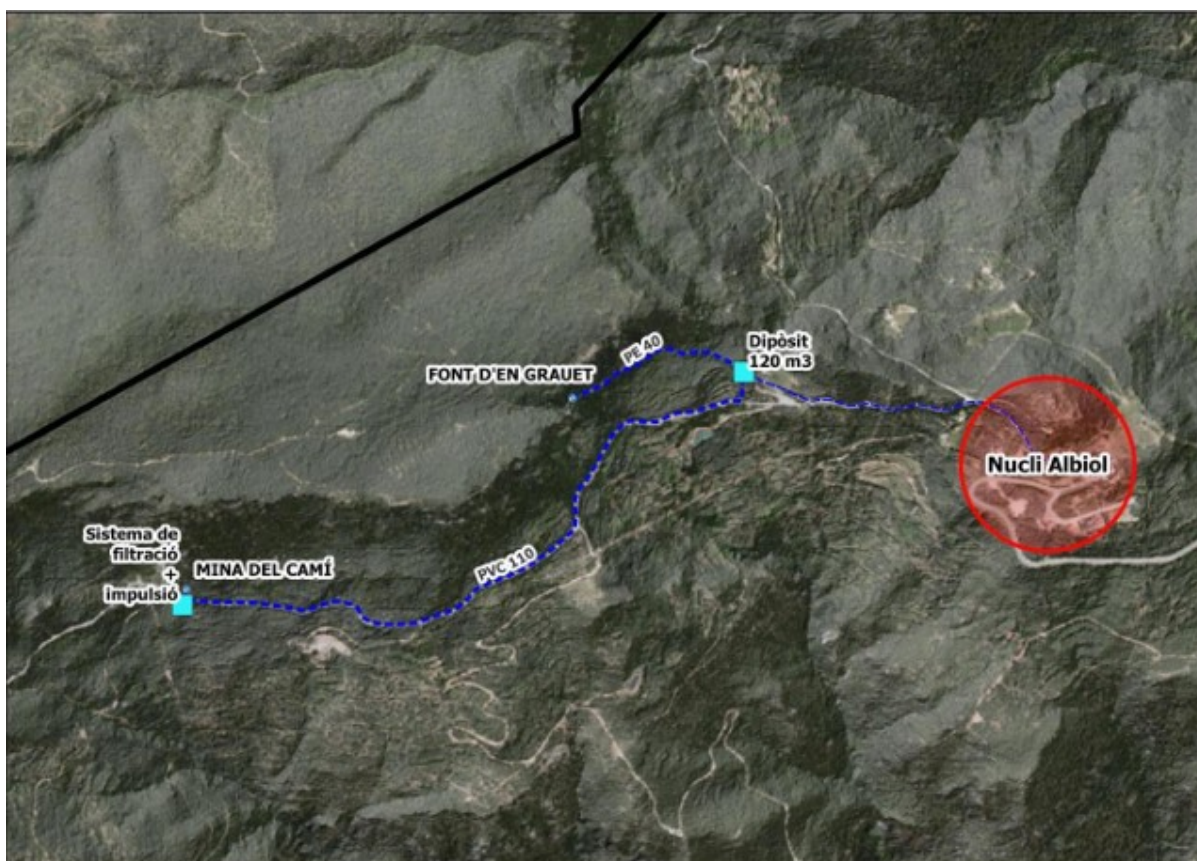 PE 40
Dipòsit
120 m3
FONT D'EN GRAUET
Nucli Albiol
Sistema de
filtració
+
impulsió
MINA DEL CAMÍ
PVC 110